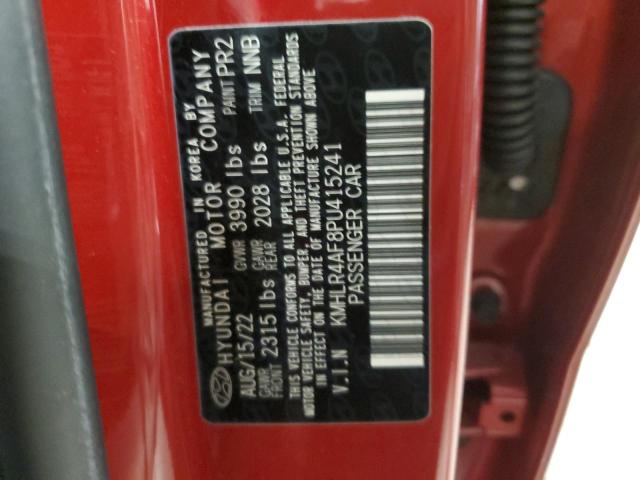 MANUFACTURED IN KOREA BY
HYUNDAI MOTOR COMPANY
AUG/15/22 GVWR 3990 lbs PAINT PR2
GAWR FRONT 2315 lbs GAWR REAR 2028 lbs TRIM NNB
THIS VEHICLE CONFORMS TO ALL APPLICABLE U.S.A. FEDERAL
MOTOR VEHICLE SAFETY, BUMPER, AND THEFT PREVENTION STANDARDS
IN EFFECT ON THE DATE OF MANUFACTURE SHOWN ABOVE
V.I.N KMHLR4AF8PU415241
PASSENGER CAR